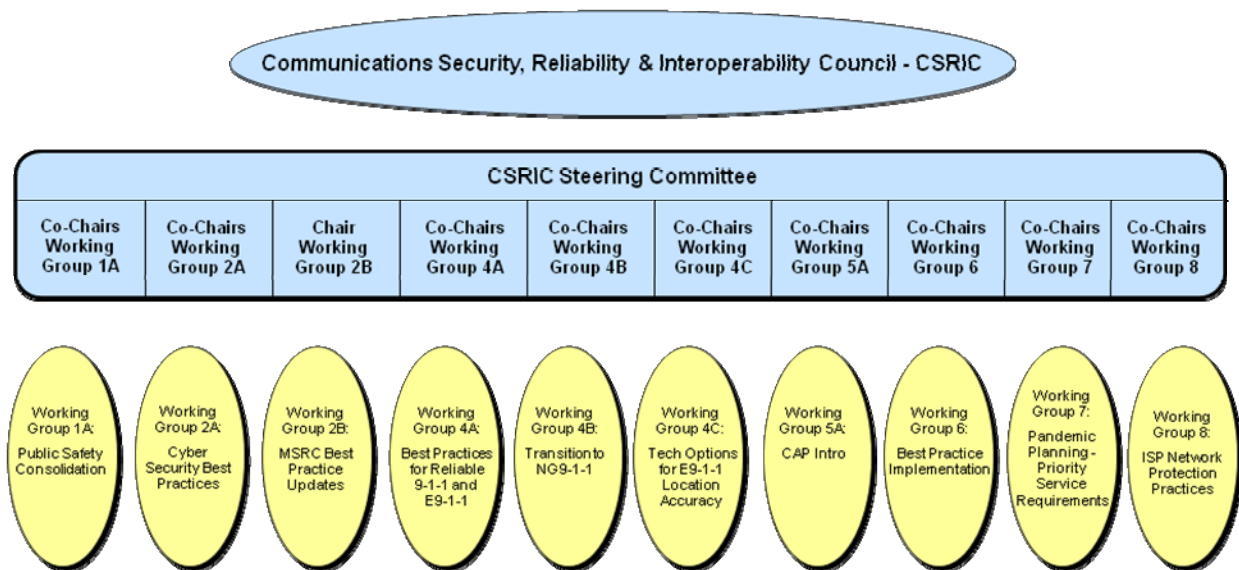 Communications Security, Reliability & Interoperability Council - CSRIC
CSRIC Steering Committee
Co-Chairs
Working
Group 1A
Co-Chairs
Working
Group 2A
Chair
Working
Group 2B
Co-Chairs
Working
Group 4A
Co-Chairs
Working
Group 4B
Co-Chairs
Working
Group 4C
Co-Chairs
Working
Group 5A
Co-Chairs
Working
Group 6
Co-Chairs
Working
Group 7
Co-Chairs
Working
Group 8
Working
Group 1A:
Public Safety
Consolidation
Working
Group 2A:
Cyber
Security Best
Practices
Working
Group 2B:
MSRC Best
Practice
Updates
Working
Group 4A:
Best Practices
for Reliable
9-1-1 and
E9-1-1
Working
Group 4B:
Transition to
NG9-1-1
Working
Group 4C:
Tech Options
for E9-1-1
Location
Accuracy
Working
Group 5A:
CAP Intro
Working
Group 6:
Best Practice
Implementation
Working
Group 7:
Pandemic
Planning-
Priority
Service
Requirements
Working
Group 8:
ISP Network
Protection
Practices